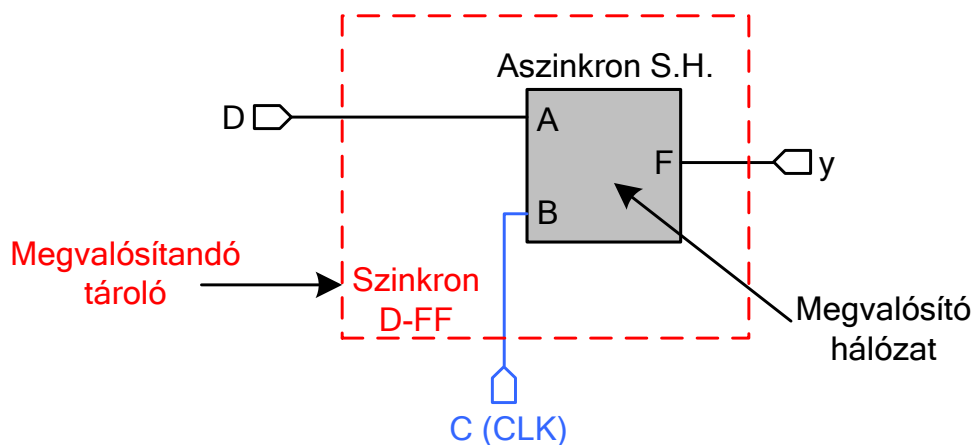 Aszinkron S.H.
D
A
F
y
B
Megvalósítandó
tároló
Szinkron
D-FF
Megvalósító
hálózat
C (CLK)